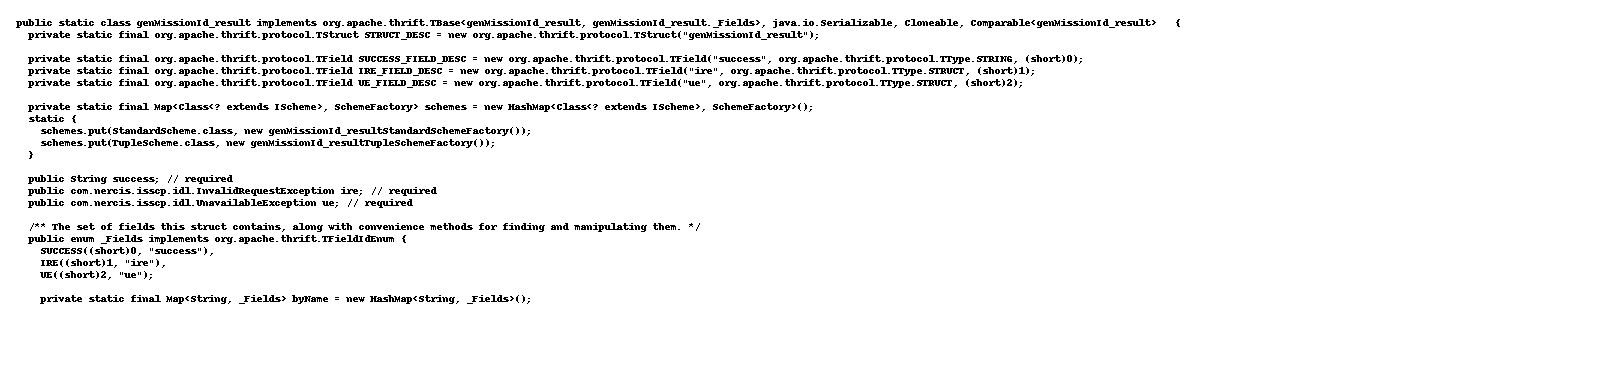 public static class genMissionId_result implements org.apache.thrift.TBase<genMissionId_result, genMissionId_result._Fields>, java.io.Serializable, Cloneable, Comparable<genMissionId_result>   {
  private static final org.apache.thrift.protocol.TStruct STRUCT_DESC = new org.apache.thrift.protocol.TStruct("genMissionId_result");

  private static final org.apache.thrift.protocol.TField SUCCESS_FIELD_DESC = new org.apache.thrift.protocol.TField("success", org.apache.thrift.protocol.TType.STRING, (short)0);
  private static final org.apache.thrift.protocol.TField IRE_FIELD_DESC = new org.apache.thrift.protocol.TField("ire", org.apache.thrift.protocol.TType.STRUCT, (short)1);
  private static final org.apache.thrift.protocol.TField UE_FIELD_DESC = new org.apache.thrift.protocol.TField("ue", org.apache.thrift.protocol.TType.STRUCT, (short)2);

  private static final Map<Class<? extends IScheme>, SchemeFactory> schemes = new HashMap<Class<? extends IScheme>, SchemeFactory>();
  static {
    schemes.put(StandardScheme.class, new genMissionId_resultStandardSchemeFactory());
    schemes.put(TupleScheme.class, new genMissionId_resultTupleSchemeFactory());
  }

  public String success; // required
  public com.nercis.isscp.idl.InvalidRequestException ire; // required
  public com.nercis.isscp.idl.UnavailableException ue; // required

  /** The set of fields this struct contains, along with convenience methods for finding and manipulating them. */
  public enum _Fields implements org.apache.thrift.TFieldIdEnum {
    SUCCESS((short)0, "success"),
    IRE((short)1, "ire"),
    UE((short)2, "ue");

    private static final Map<String, _Fields> byName = new HashMap<String, _Fields>();